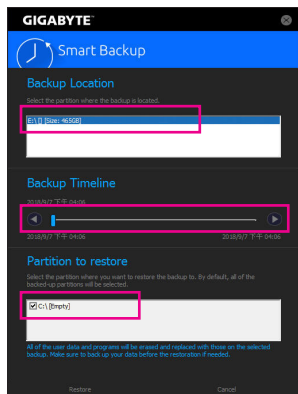 GIGABYTE™
Smart Backup
Backup Location
Select the partition where the backup is located.
E:\ [] [Size: 465GB]
Backup Timeline
2018/9/7 下午 04:06
2018/9/7 下午 04:06
2018/9/7 下午 04:06
Partition to restore
Select the partition where you want to restore the backup to. By default, all of the
backed-up partitions will be selected.
C:\ [Empty]
All of the user data and programs will be erased and replaced with those on the selected
backup. Make sure to back up your data before the restoration if needed.
Restore
Cancel